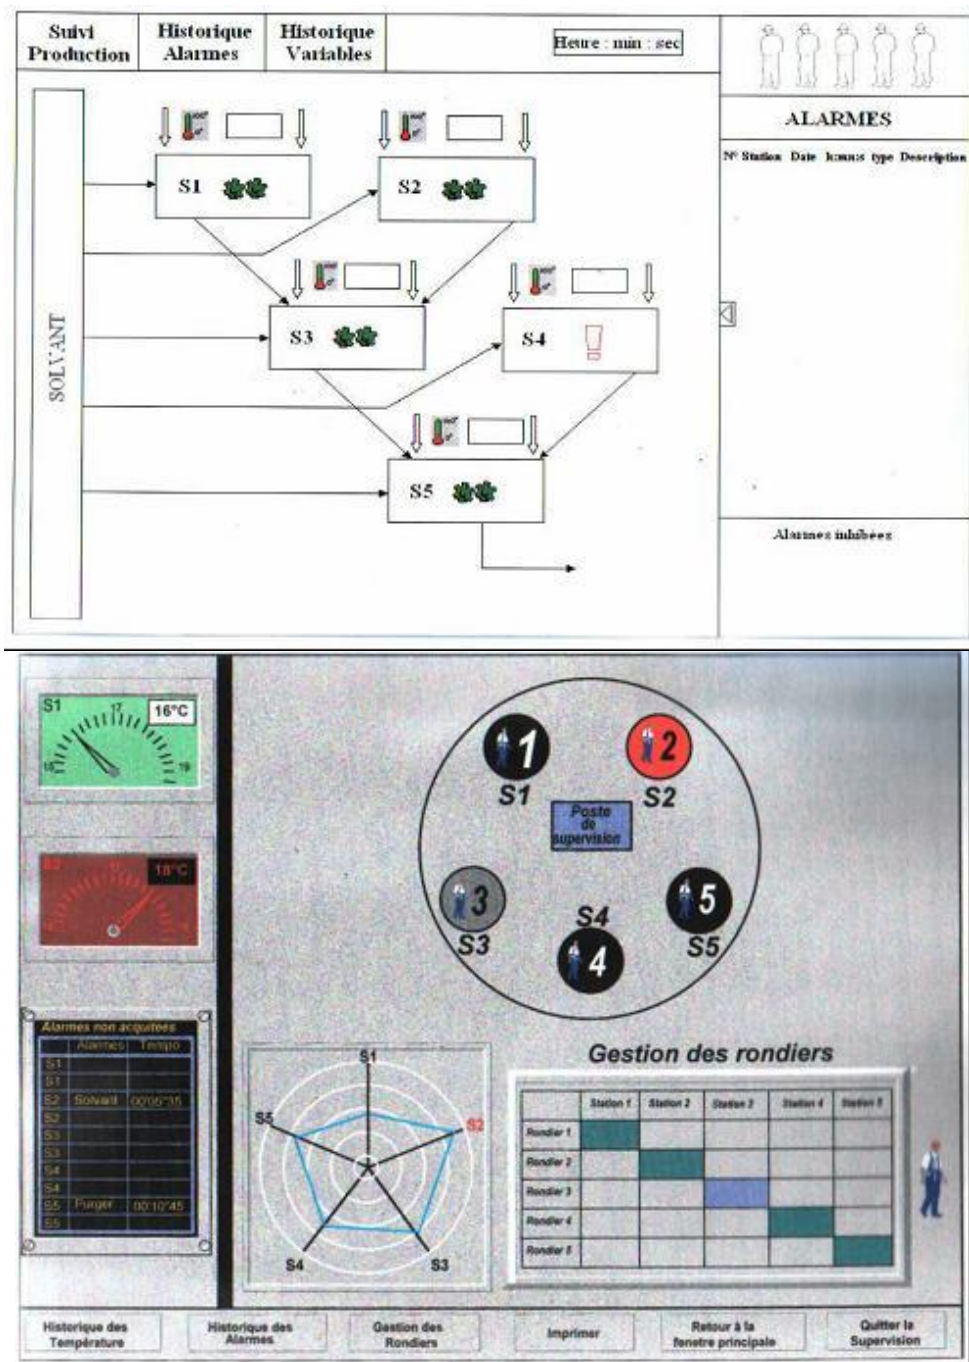 Suivi Production
Historique Alarmes
Historique Variables
Heure : min : sec
ALARMES
N° Station Date h:mn:s type Description
SOLVANT
S1
S2
S3
S4
S5
Alarmes inhibées
S1
17
16°C
19
18°C
1
S1
2
S2
Poste
de
supervision
3
S3
S4
4
5
S5
Alarmes non acquitées
Alarmes Tempo
S1
S1
S2 Solvant 00'05"35
S2
S3
S3
S4
S4
S5 Purger 00'10"45
S5
S1
S5
S2
S4
S3
Gestion des rondiers
Station 1 Station 2 Station 3 Station 4 Station 5
Rondier 1
Rondier 2
Rondier 3
Rondier 4
Rondier 5
Historique des Température
Historique des Alarmes
Gestion des Rondiers
Imprimer
Retour à la fenetre principale
Quitter la Supervision